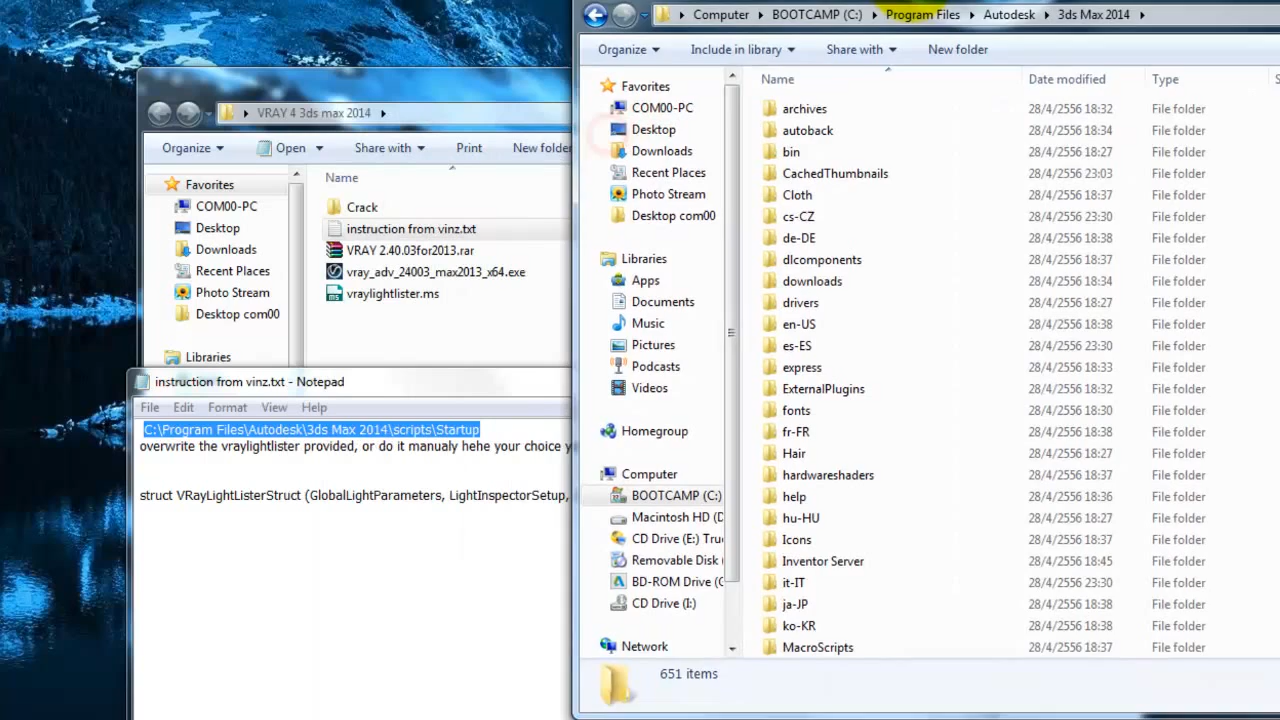 VRAY 4 3ds max 2014
Organize
Open
Share with
Print
New folder
Name
Favorites
COM00-PC
Desktop
Downloads
Recent Places
Photo Stream
Desktop com00
Libraries
Crack
instruction from vinz.txt
VRAY 2.40.03for2013.rar
vray_adv_24003_max2013_x64.exe
vraylightlister.ms
instruction from vinz.txt - Notepad
File Edit Format View Help
C:\Program Files\Autodesk\3ds Max 2014\scripts\Startup
overwrite the vraylightlister provided, or do it manualy hehe your choice
struct VRayLightListerStruct (GlobalLightParameters, LightInspectorSetup,
Computer BOOTCAMP (C:) Program Files Autodesk 3ds Max 2014
Organize Include in library Share with New folder
Favorites
COM00-PC
Desktop
Downloads
Recent Places
Photo Stream
Desktop com00
Libraries
Apps
Documents
Music
Pictures
Podcasts
Videos
Homegroup
Computer
BOOTCAMP (C:)
Macintosh HD (D
CD Drive (E:) Tru
Removable Disk
BD-ROM Drive (
CD Drive (I:)
Network
Name Date modified Type S
archives 28/4/2556 18:32 File folder
autoback 28/4/2556 18:34 File folder
bin 28/4/2556 18:27 File folder
CachedThumbnails 28/4/2556 23:03 File folder
Cloth 28/4/2556 18:37 File folder
cs-CZ 28/4/2556 23:30 File folder
de-DE 28/4/2556 18:38 File folder
dlcomponents 28/4/2556 18:29 File folder
downloads 28/4/2556 18:38 File folder
drivers 28/4/2556 18:27 File folder
en-US 28/4/2556 18:38 File folder
es-ES 28/4/2556 23:30 File folder
express 28/4/2556 18:38 File folder
ExternalPlugins 28/4/2556 18:32 File folder
fonts 28/4/2556 18:38 File folder
fr-FR 28/4/2556 18:38 File folder
Hair 28/4/2556 18:38 File folder
hardwareshaders 28/4/2556 18:37 File folder
help 28/4/2556 18:36 File folder
hu-HU 28/4/2556 18:27 File folder
Icons 28/4/2556 18:37 File folder
Inventor Server 28/4/2556 18:45 File folder
it-IT 28/4/2556 23:30 File folder
ja-JP 28/4/2556 18:38 File folder
ko-KR 28/4/2556 18:38 File folder
MacroScripts 28/4/2556 18:37 File folder
651 items